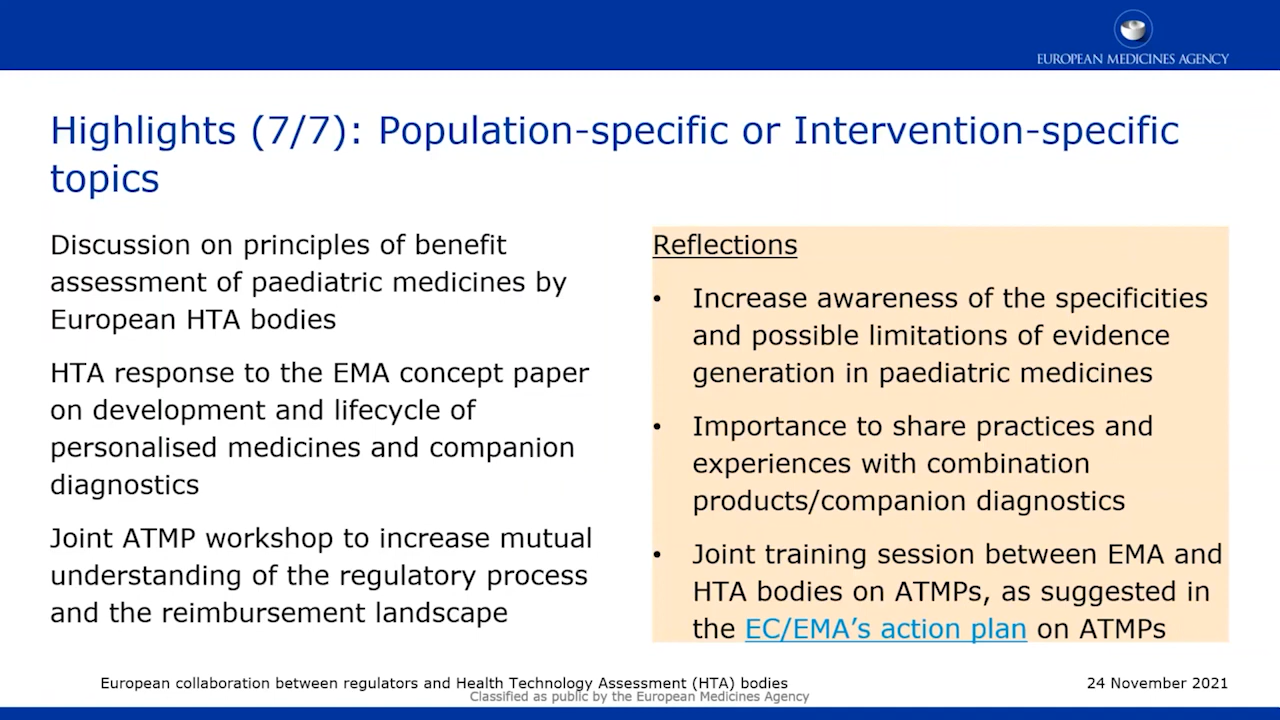 EUROPEAN MEDICINES AGENCY
Highlights (7/7): Population-specific or Intervention-specific
topics
Discussion on principles of benefit
assessment of paediatric medicines by
European HTA bodies
HTA response to the EMA concept paper
on development and lifecycle of
personalised medicines and companion
diagnostics
Joint ATMP workshop to increase mutual
understanding of the regulatory process
and the reimbursement landscape
Reflections
• Increase awareness of the specificities
and possible limitations of evidence
generation in paediatric medicines
• Importance to share practices and
experiences with combination
products/companion diagnostics
• Joint training session between EMA and
HTA bodies on ATMPs, as suggested in
the EC/EMA’s action plan on ATMPs
European collaboration between regulators and Health Technology Assessment (HTA) bodies
24 November 2021
Classified as public by the European Medicines Agency